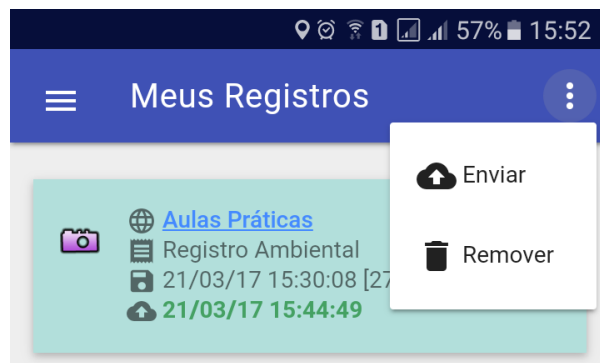 1 57% 15:52
Meus Registros
Enviar
Aulas Práticas
Registro Ambiental
Remover
21/03/17 15:30:08 [27
21/03/17 15:44:49